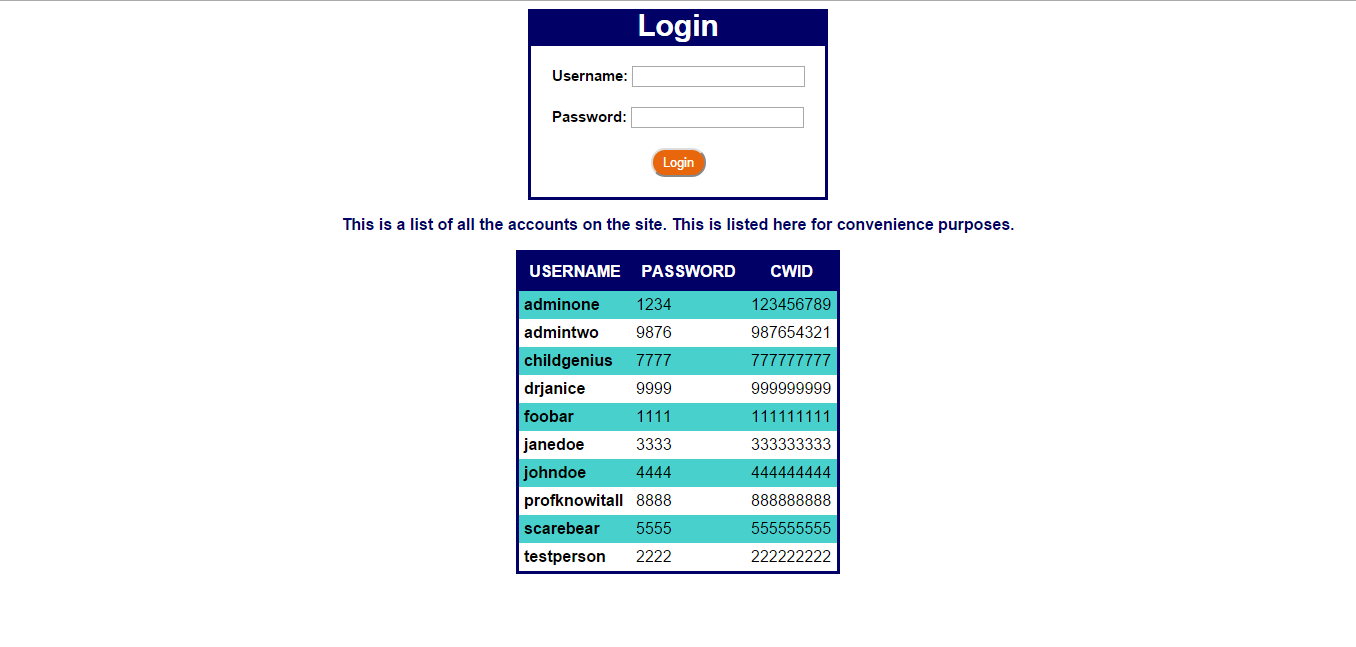 Login
Username:
Password:
Login
This is a list of all the accounts on the site. This is listed here for convenience purposes.
USERNAME PASSWORD CWID
adminone 1234 123456789
admintwo 9876 987654321
childgenius 7777 777777777
drjanice 9999 999999999
foobar 1111 111111111
janedoe 3333 333333333
johndoe 4444 444444444
profknowitall 8888 888888888
scarebear 5555 555555555
testperson 2222 222222222